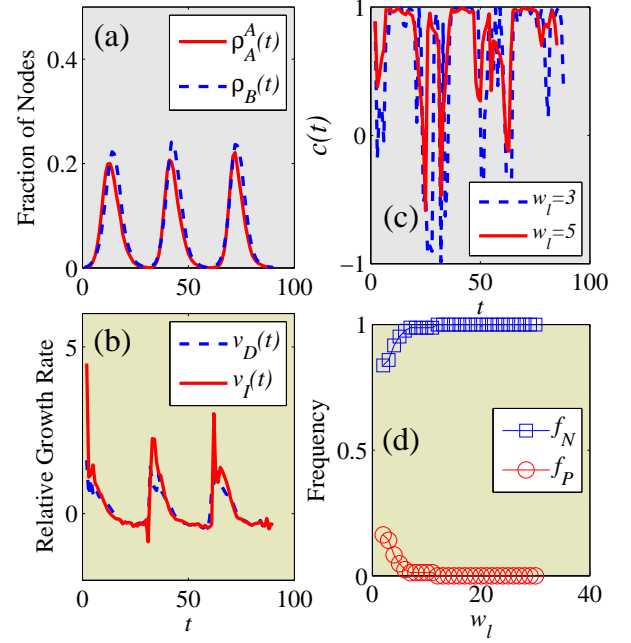 (a)
ρ_A^A(t)
ρ_B(t)
Fraction of Nodes
0.4
0.2
0
0 50 100
(b)
v_D(t)
v_I(t)
Relative Growth Rate
5
0
0 50 100
t
(c)
w_l=3
w_l=5
c(t)
1
0
−1
0 50 100
t
(d)
f_N
f_P
Frequency
1
0.5
0
0 20 40
w_l